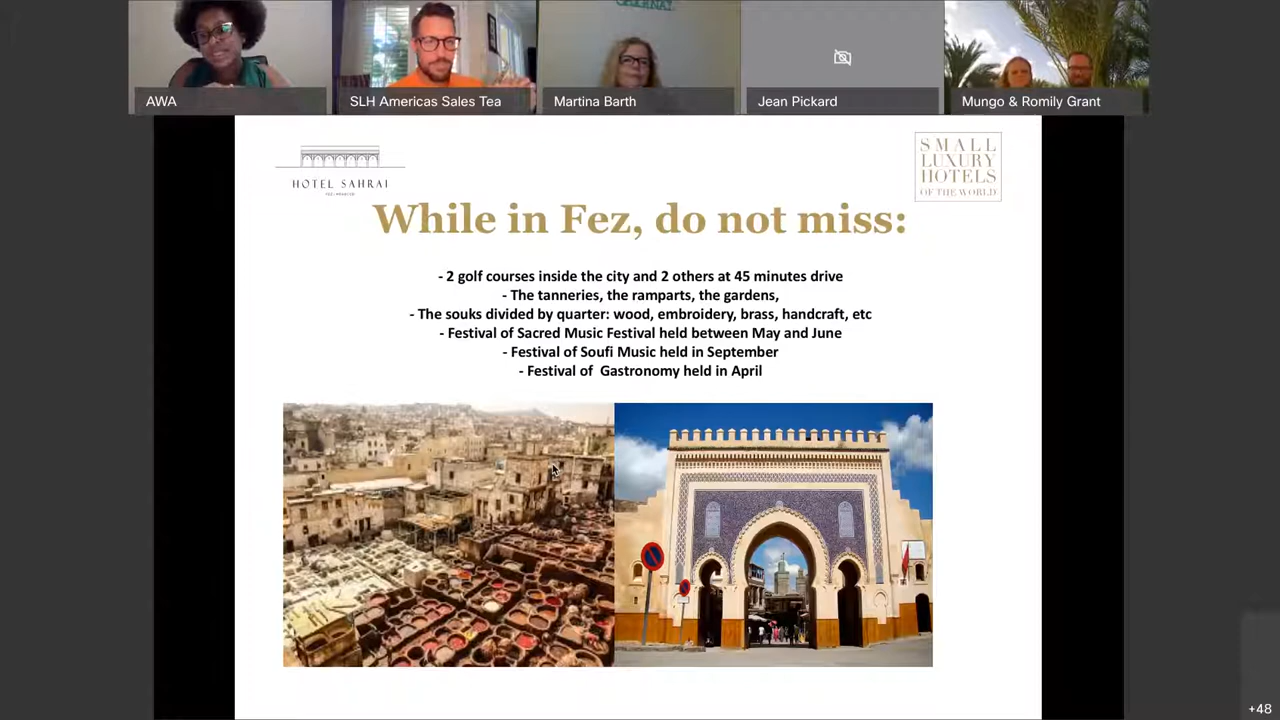 AWA
SLH Americas Sales Tea
Martina Barth
Jean Pickard
Mungo & Romily Grant
HOTEL SAHRAI
SMALL
LUXURY
HOTELS
OF THE WORLD
While in Fez, do not miss:
- 2 golf courses inside the city and 2 others at 45 minutes drive
- The tanneries, the ramparts, the gardens,
- The souks divided by quarter: wood, embroidery, brass, handcraft, etc
- Festival of Sacred Music Festival held between May and June
- Festival of Soufi Music held in September
- Festival of  Gastronomy held in April
+48